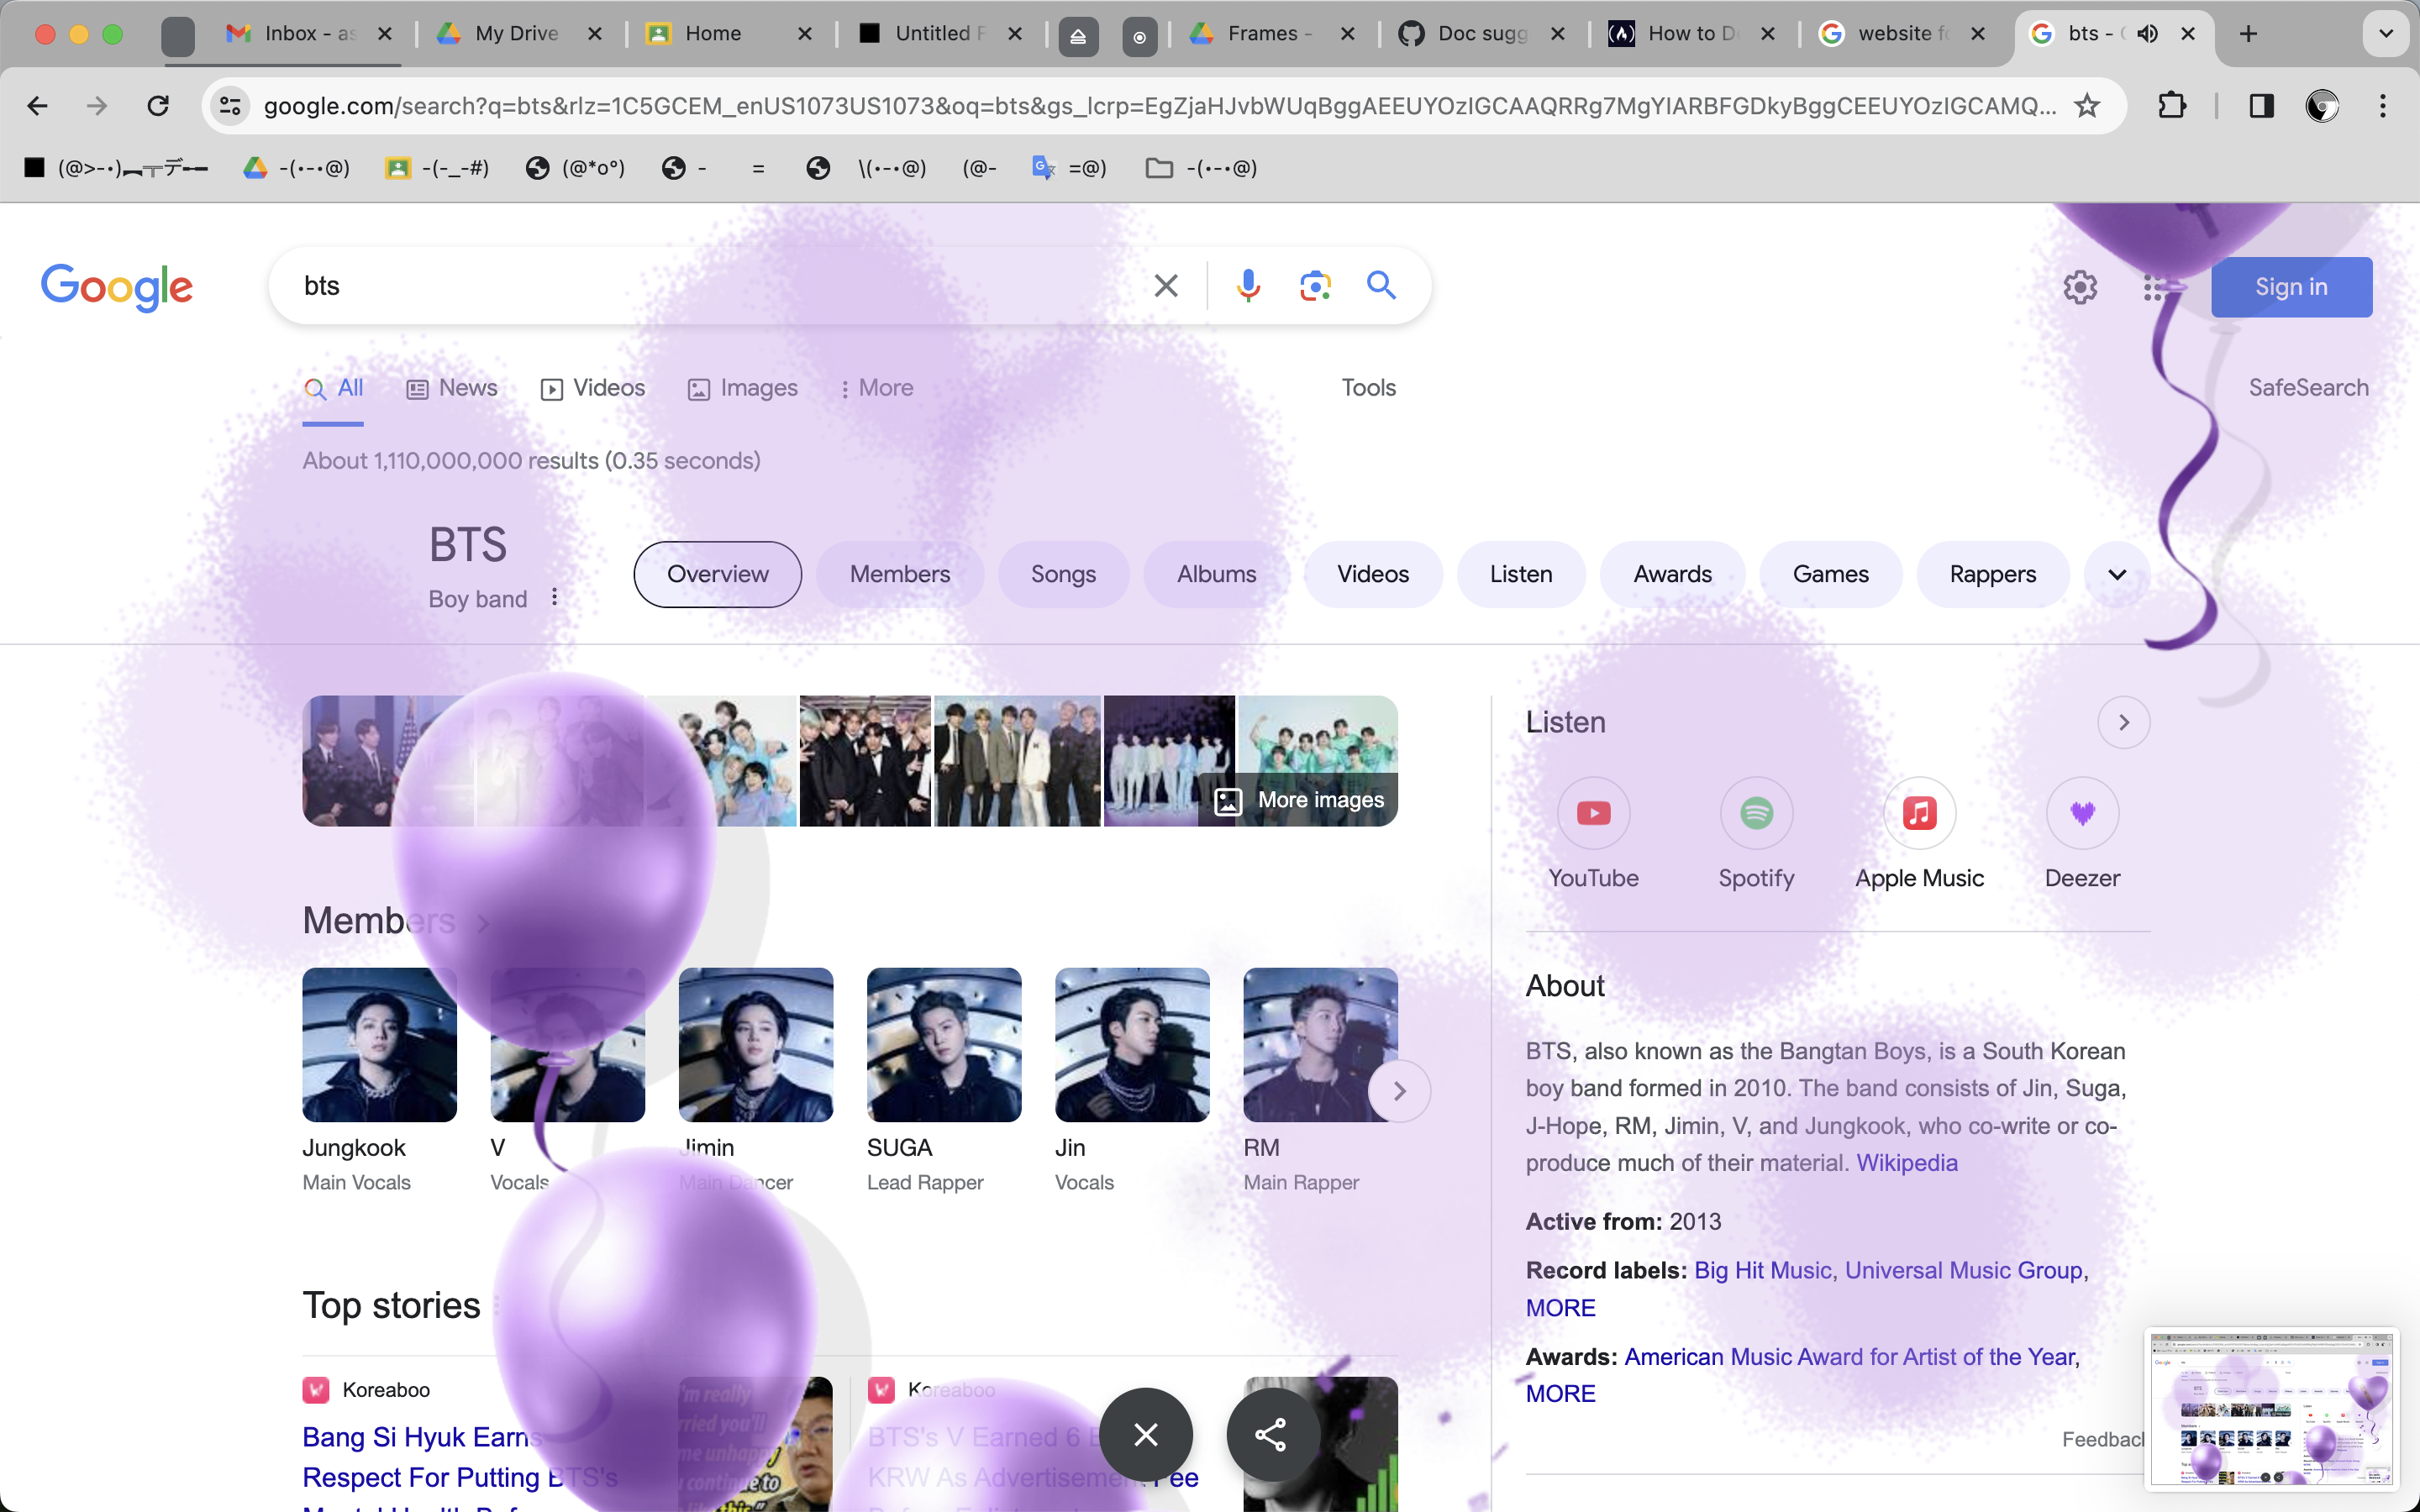 Inbox - as
My Drive
Home
Untitled F
Frames -
Doc sugg
How to D
website f
bts - (
google.com/search?q=bts&rlz=1C5GCEM_enUS1073US1073&oq=bts&gs_lcrp=EgZjaHJvbWUqBggAEEUYOzIGCAAQRRg7MgYIARBFGDkyBggCEEUYOzIGCAMQ...
(@>-•)︻╦デ╾━
-(•-•@)
-(-_-#)
(@*o°)
-
=
\(•-•@)
(@-
=@)
-(•-•@)
Google
bts
Sign in
All
News
Videos
Images
More
Tools
SafeSearch
About 1,110,000,000 results (0.35 seconds)
BTS
Boy band
Overview
Members
Songs
Albums
Videos
Listen
Awards
Games
Rappers
More images
Members
Jungkook
Main Vocals
V
Vocals
Jimin
Main Dancer
SUGA
Lead Rapper
Jin
Vocals
RM
Main Rapper
Top stories
Koreaboo
Bang Si Hyuk Earns
Respect For Putting BTS's
I'm really
me unhappy
continue to
like this"
Koreaboo
BTS's V Earned 6 B
KRW As Advertisement Fee
Listen
YouTube
Spotify
Apple Music
Deezer
About
BTS, also known as the Bangtan Boys, is a South Korean
boy band formed in 2010. The band consists of Jin, Suga,
J-Hope, RM, Jimin, V, and Jungkook, who co-write or co-
produce much of their material. Wikipedia
Active from: 2013
Record labels: Big Hit Music, Universal Music Group,
MORE
Awards: American Music Award for Artist of the Year,
MORE
Feedback